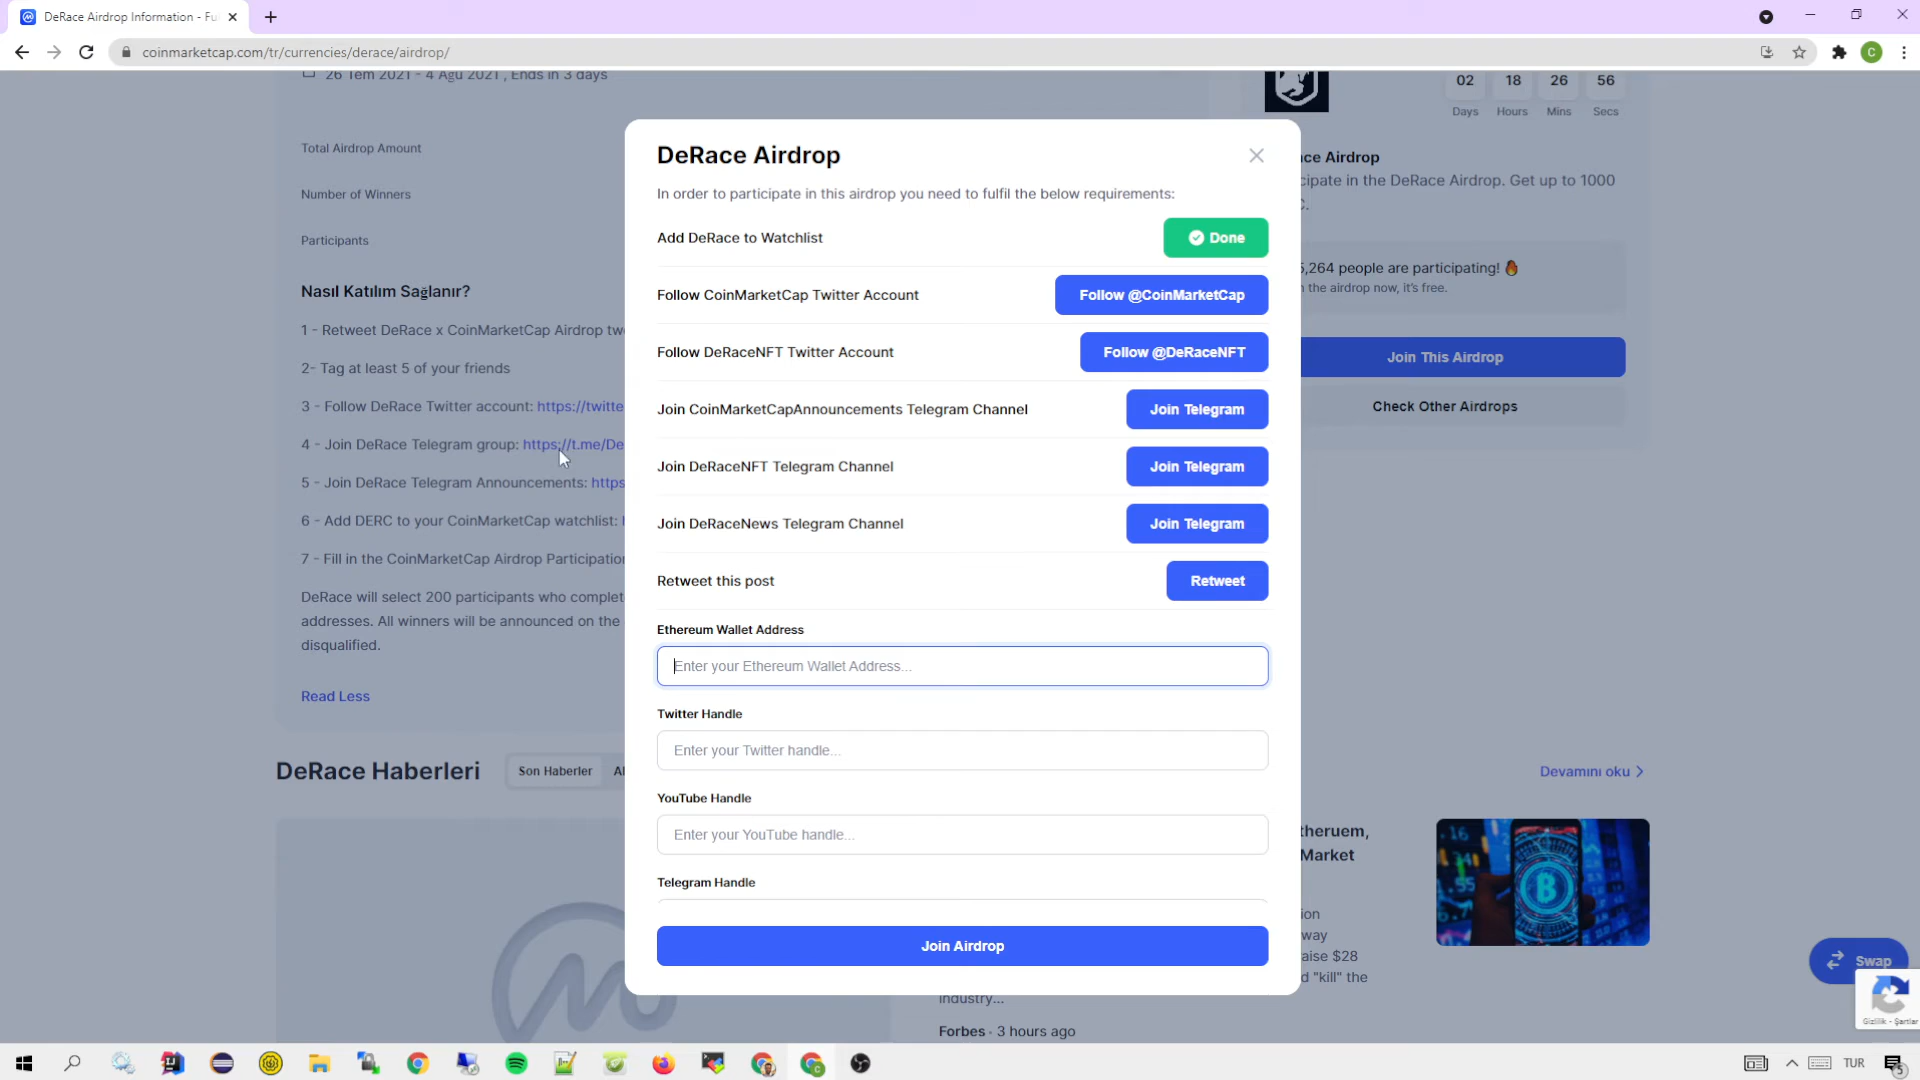 DeRace Airdrop Information - Fu
coinmarketcap.com/tr/currencies/derace/airdrop/
C
26 Tem 2021 - 4 Ağu 2021 , Ends in 3 days
Total Airdrop Amount
Number of Winners
Participants
Nasıl Katılım Sağlanır?
1 - Retweet DeRace x CoinMarketCap Airdrop twe
2- Tag at least 5 of your friends
3 - Follow DeRace Twitter account: https://twitte
4 - Join DeRace Telegram group: https://t.me/De
5 - Join DeRace Telegram Announcements: https
6 - Add DERC to your CoinMarketCap watchlist: h
7 - Fill in the CoinMarketCap Airdrop Participation
DeRace will select 200 participants who complet
addresses. All winners will be announced on the
disqualified.
Read Less
DeRace Haberleri
Son Haberler
DeRace Airdrop
In order to participate in this airdrop you need to fulfil the below requirements:
Add DeRace to Watchlist Done
Follow CoinMarketCap Twitter Account Follow @CoinMarketCap
Follow DeRaceNFT Twitter Account Follow @DeRaceNFT
Join CoinMarketCapAnnouncements Telegram Channel Join Telegram
Join DeRaceNFT Telegram Channel Join Telegram
Join DeRaceNews Telegram Channel Join Telegram
Retweet this post Retweet
Ethereum Wallet Address
Enter your Ethereum Wallet Address...
Twitter Handle
Enter your Twitter handle...
YouTube Handle
Enter your YouTube handle...
Telegram Handle
Join Airdrop
02 18 26 56
Days Hours Mins Secs
ce Airdrop
cipate in the DeRace Airdrop. Get up to 1000
C.
5,264 people are participating!
n the airdrop now, it's free.
Join This Airdrop
Check Other Airdrops
Devamını oku
theruem,
Market
ion
way
aise $28
d "kill" the
industry...
Forbes · 3 hours ago
Swap
Gizlilik - Şartlar
TUR
5